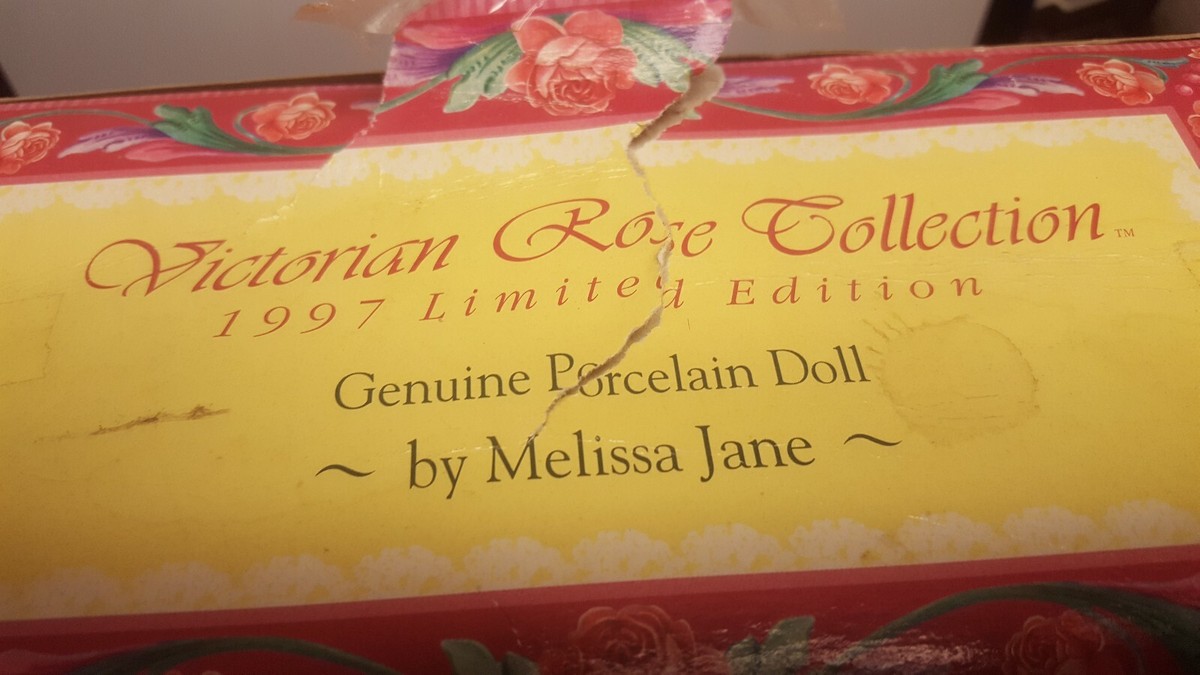 Victorian Rose Collection™
1997 Limited Edition
Genuine Porcelain Doll
~ by Melissa Jane ~